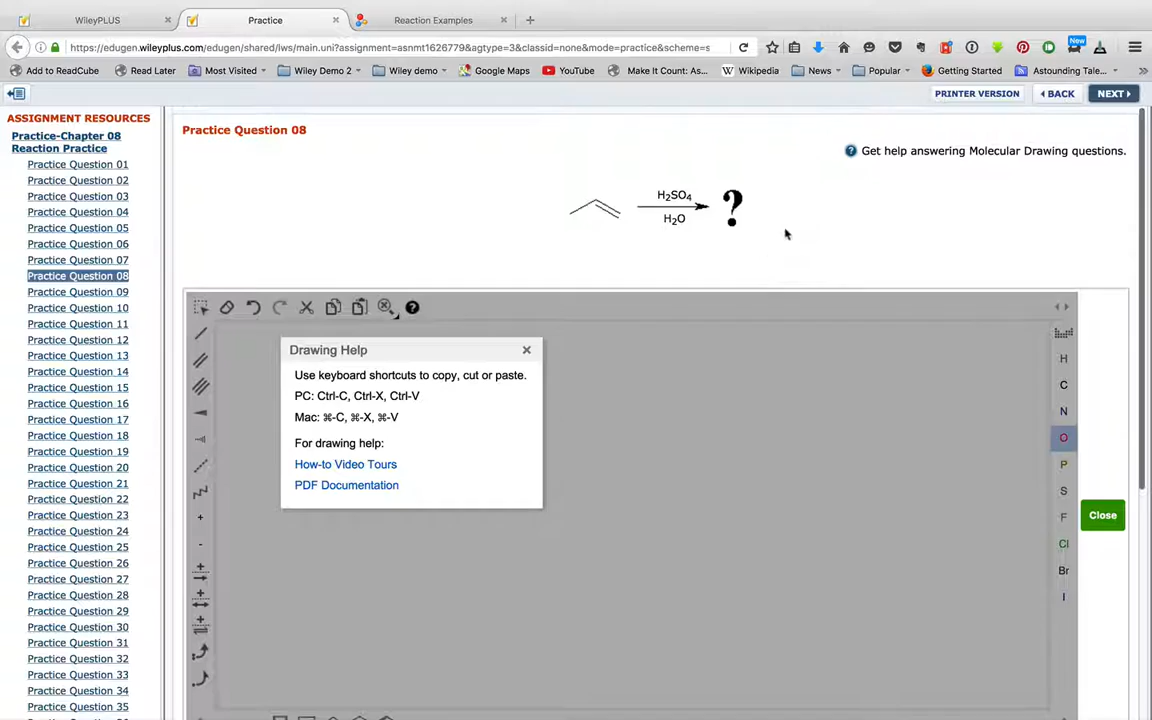 WileyPLUS
Practice
Reaction Examples
https://edugen.wileyplus.com/edugen/shared/iws/main.uni?assignment=asnmt1626779&agtype=3&classid=none&mode=practice&scheme=s
New
Add to ReadCube
Read Later
Most Visited
Wiley Demo 2
Wiley demo
Google Maps
YouTube
Make It Count: As...
Wikipedia
News
Popular
Getting Started
Astounding Tale...
PRINTER VERSION
BACK
NEXT
ASSIGNMENT RESOURCES
Practice-Chapter 08
Reaction Practice
Practice Question 01
Practice Question 02
Practice Question 03
Practice Question 04
Practice Question 05
Practice Question 06
Practice Question 07
Practice Question 08
Practice Question 09
Practice Question 10
Practice Question 11
Practice Question 12
Practice Question 13
Practice Question 14
Practice Question 15
Practice Question 16
Practice Question 17
Practice Question 18
Practice Question 19
Practice Question 20
Practice Question 21
Practice Question 22
Practice Question 23
Practice Question 24
Practice Question 25
Practice Question 26
Practice Question 27
Practice Question 28
Practice Question 29
Practice Question 30
Practice Question 31
Practice Question 32
Practice Question 33
Practice Question 34
Practice Question 35
Practice Question 08
Get help answering Molecular Drawing questions.
H2SO4
H2O
?
Drawing Help
Use keyboard shortcuts to copy, cut or paste.
PC: Ctrl-C, Ctrl-X, Ctrl-V
Mac: ⌘-C, ⌘-X, ⌘-V
For drawing help:
How-to Video Tours
PDF Documentation
H
C
N
O
P
S
F
Cl
Br
I
Close